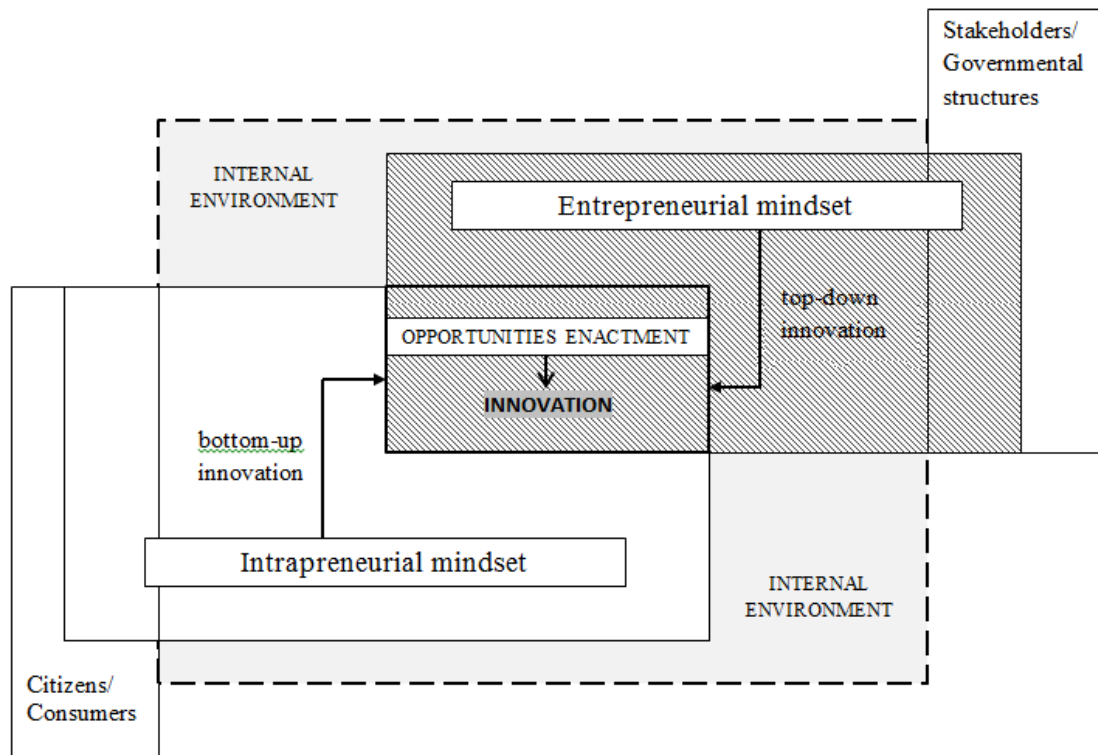 Stakeholders/
Governmental
structures
INTERNAL
ENVIRONMENT
Entrepreneurial mindset
top-down
innovation
OPPORTUNITIES ENACTMENT
INNOVATION
bottom-up
innovation
Intrapreneurial mindset
INTERNAL
ENVIRONMENT
Citizens/
Consumers